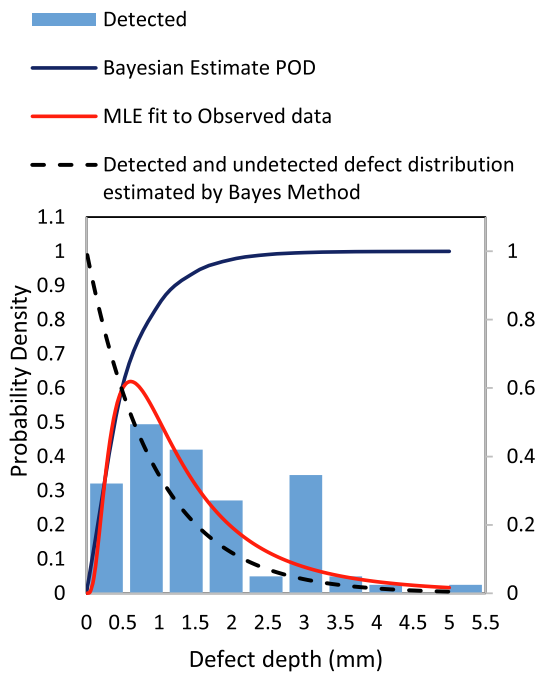 Detected
Bayesian Estimate POD
MLE fit to Observed data
Detected and undetected defect distribution
estimated by Bayes Method
1.1
1 1
0.9
0.8 0.8
0.7
0.6 0.6
0.5
0.4 0.4
0.3
0.2 0.2
0.1
0 0
Probability Density
0 0.5 1 1.5 2 2.5 3 3.5 4 4.5 5 5.5
Defect depth (mm)